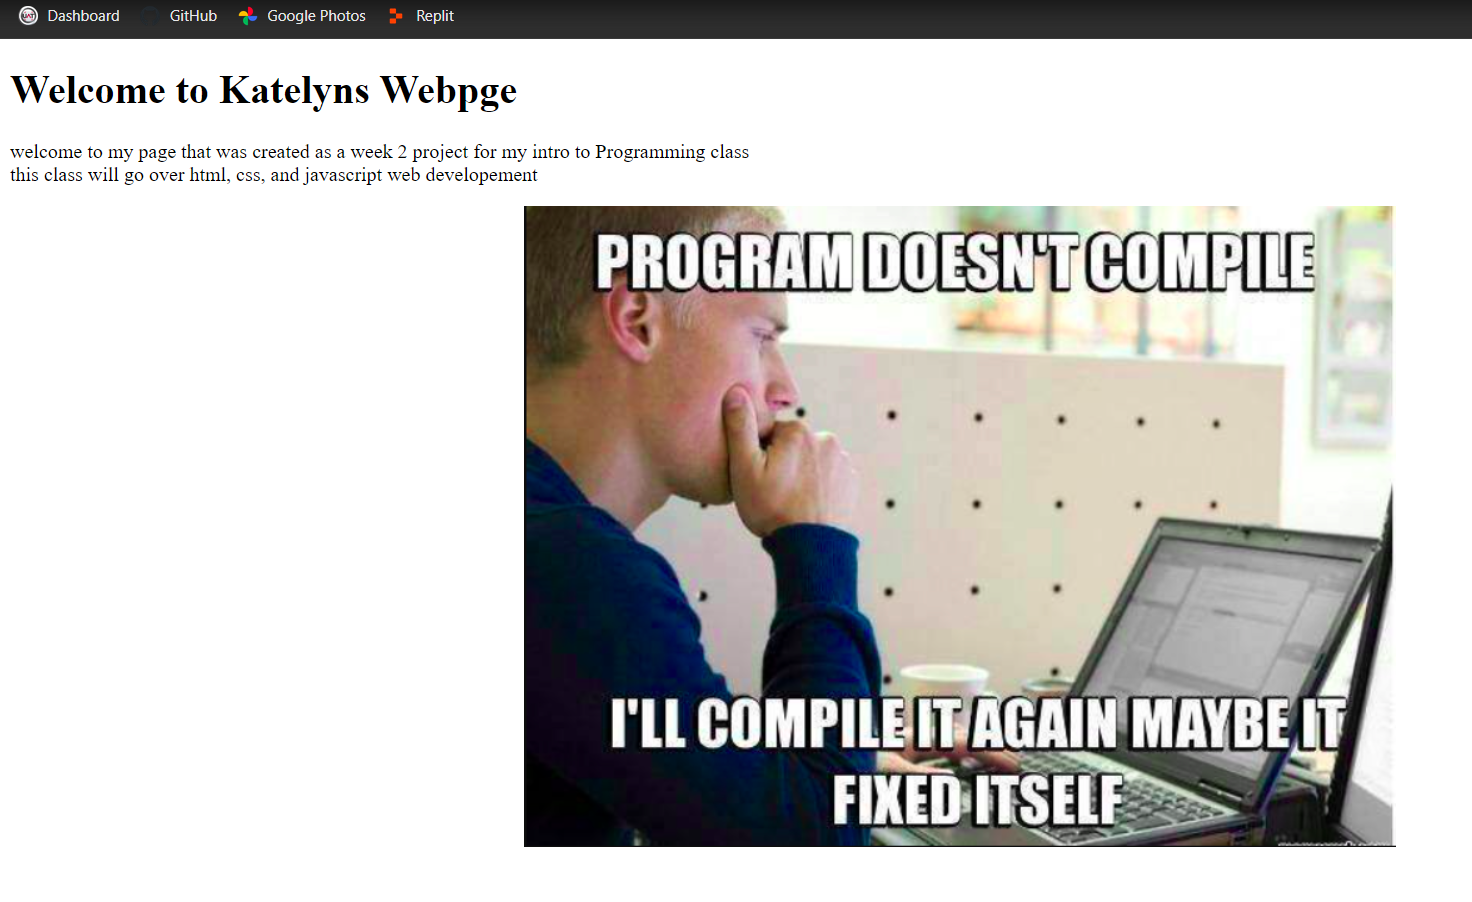 Dashboard GitHub Google Photos Replit
Welcome to Katelyns Webpge
welcome to my page that was created as a week 2 project for my intro to Programming class
this class will go over html, css, and javascript web developement
PROGRAM DOESN'T COMPILE
I'LL COMPILE IT AGAIN MAYBE IT
FIXED ITSELF